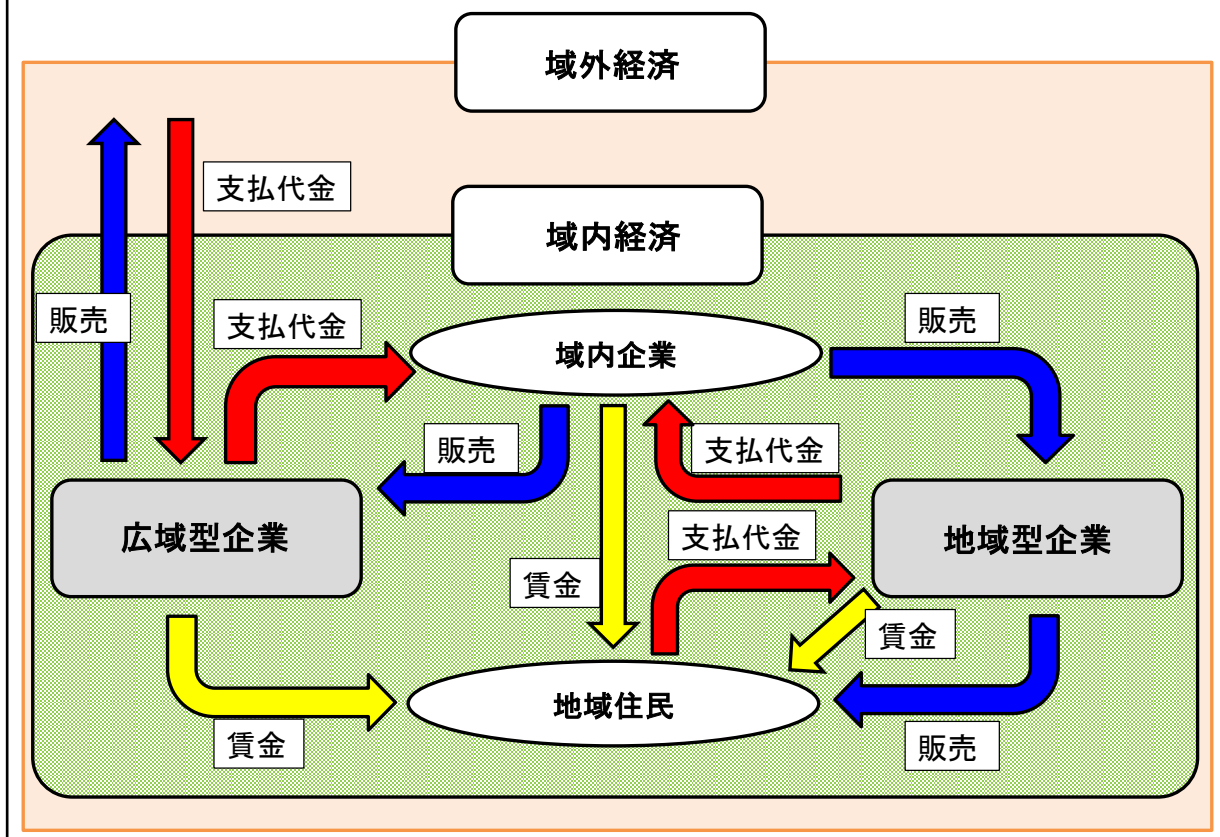 域外経済
支払代金
域内経済
販売
支払代金
域内企業
販売
販売
支払代金
広域型企業
支払代金
地域型企業
賃金
賃金
地域住民
賃金
販売